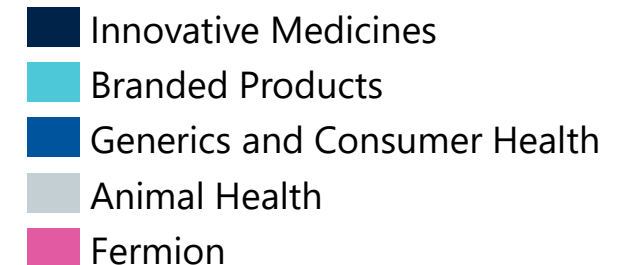 Innovative Medicines
Branded Products
Generics and Consumer Health
Animal Health
Fermion